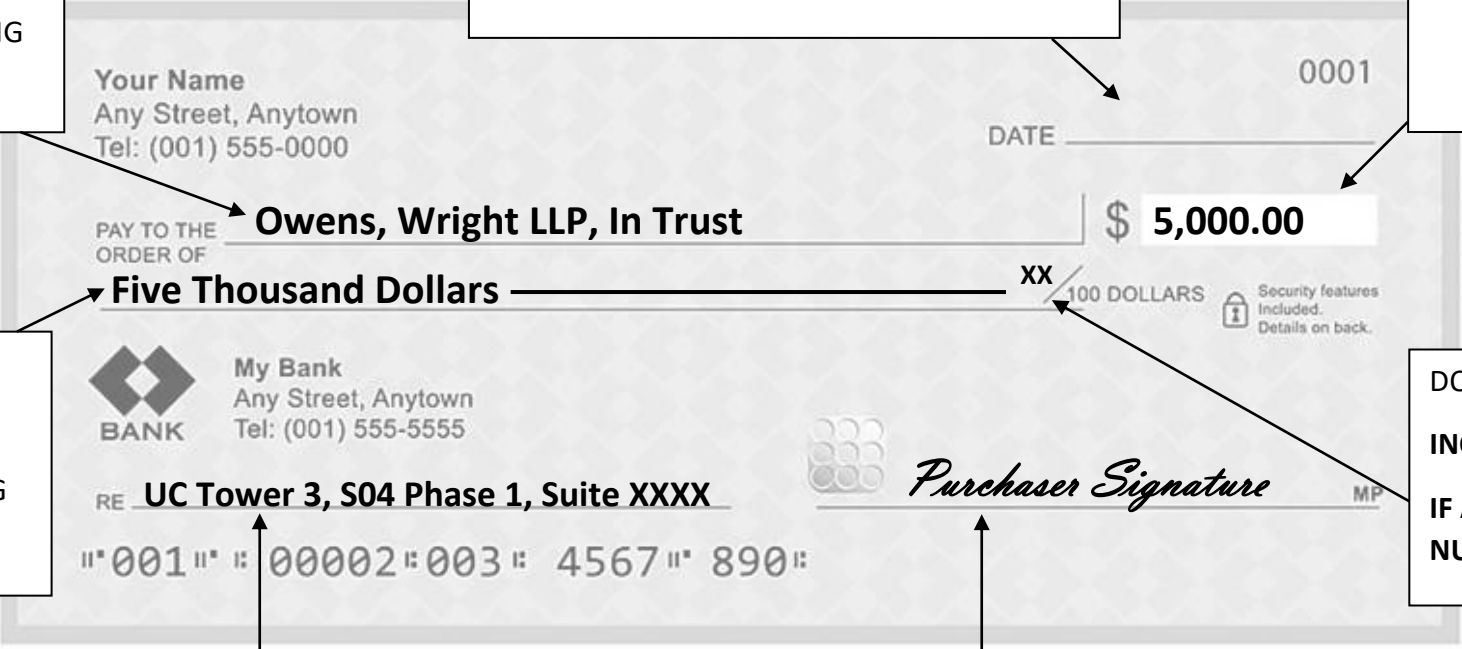 0001
Your Name
Any Street, Anytown
Tel: (001) 555-0000
DATE
PAY TO THE ORDER OF Owens, Wright LLP, In Trust $ 5,000.00
Five Thousand Dollars XX/100 DOLLARS
Security features
Included.
Details on back.
My Bank
Any Street, Anytown
Tel: (001) 555-5555
BANK
RE UC Tower 3, S04 Phase 1, Suite XXXX
Purchaser Signature MP
⑈001⑈ ⑆00002⑆003⑆ 4567⑈ 890⑆